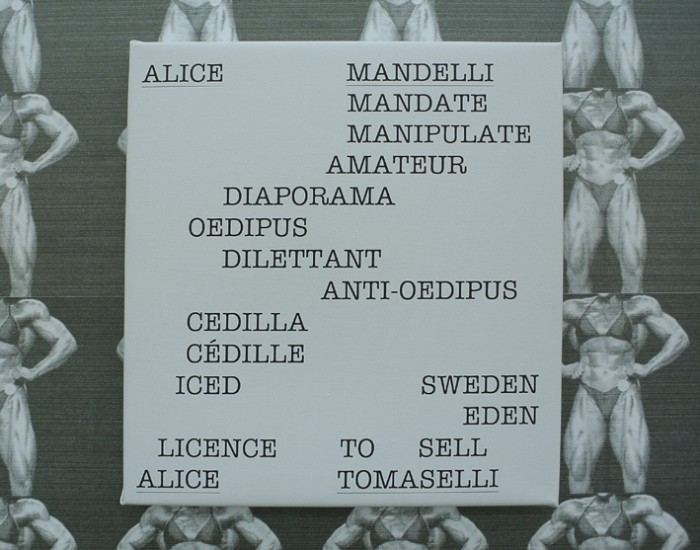 ALICE MANDELLI
MANDATE
MANIPULATE
AMATEUR
DIAPORAMA
OEDIPUS
DILETTANT
ANTI-OEDIPUS
CEDILLA
CÉDILLE
ICED SWEDEN
EDEN
LICENCE TO SELL
ALICE TOMASELLI